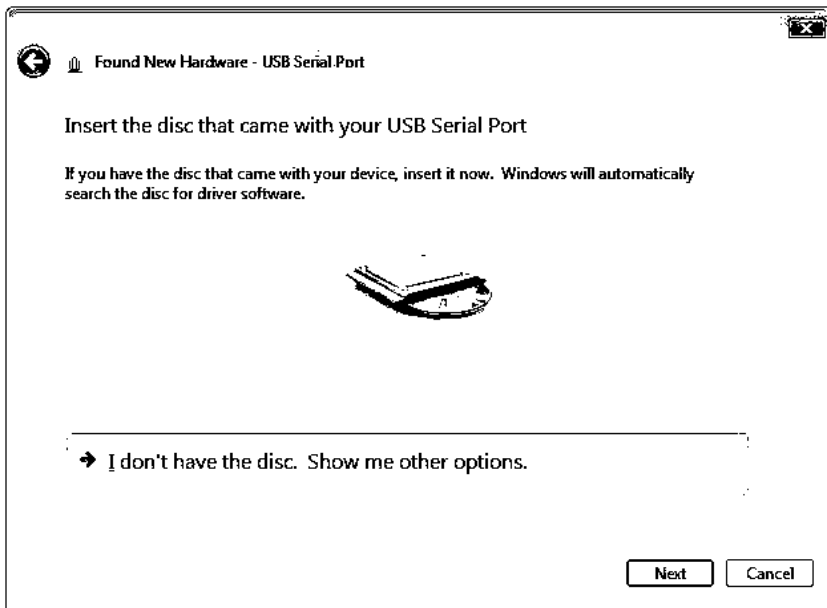 Found New Hardware - USB Serial Port
Insert the disc that came with your USB Serial Port
If you have the disc that came with your device, insert it now.  Windows will automatically
search the disc for driver software.
I don't have the disc.  Show me other options.
Next
Cancel